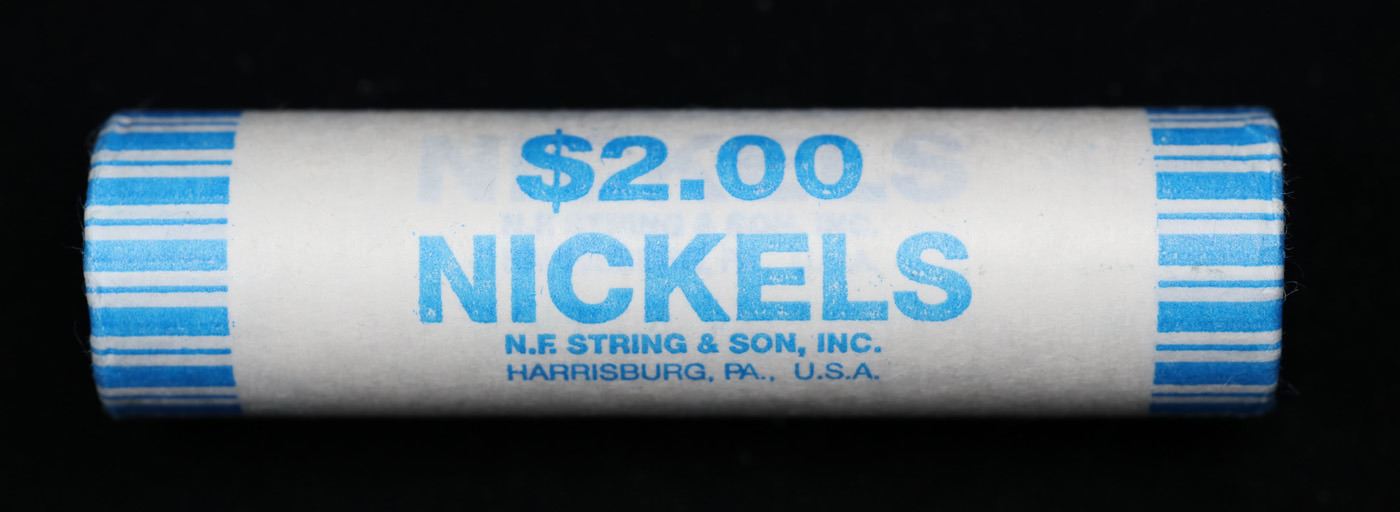 $2.00
NICKELS
N.F. STRING & SON, INC.
HARRISBURG, PA., U.S.A.